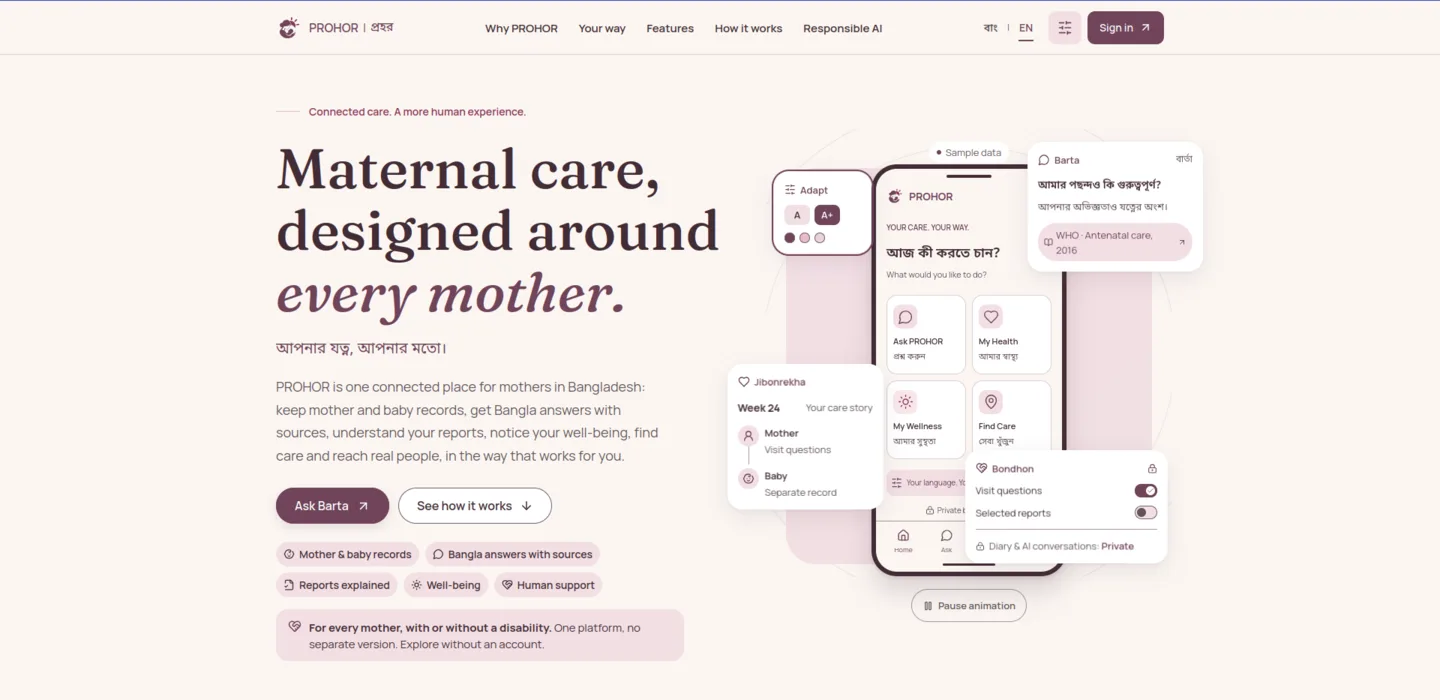 PROHOR | প্রহর
Why PROHOR
Your way
Features
How it works
Responsible AI
বাং
EN
Sign in
Connected care. A more human experience.
Maternal care,
designed around
every mother.
আপনার যত্ন, আপনার মতো।
PROHOR is one connected place for mothers in Bangladesh:
keep mother and baby records, get Bangla answers with
sources, understand your reports, notice your well-being, find
care and reach real people, in the way that works for you.
Ask Barta
See how it works
Mother & baby records
Bangla answers with sources
Reports explained
Well-being
Human support
For every mother, with or without a disability. One platform, no
separate version. Explore without an account.
Sample data
Adapt
A
A+
PROHOR
YOUR CARE. YOUR WAY.
আজ কী করতে চান?
What would you like to do?
Ask PROHOR
প্রশ্ন করুন
My Health
আমার স্বাস্থ্য
My Wellness
আমার সুস্থতা
Find Care
সেবা খুঁজুন
Your language.
Private
Home
Ask
Barta
বার্তা
আমার পছন্দও কি গুরুত্বপূর্ণ?
আপনার অভিজ্ঞতাও যত্নের অংশ।
WHO · Antenatal care,
2016
Jibonrekha
Week 24
Your care story
Mother
Visit questions
Baby
Separate record
Bondhon
Visit questions
Selected reports
Diary & AI conversations: Private
Pause animation